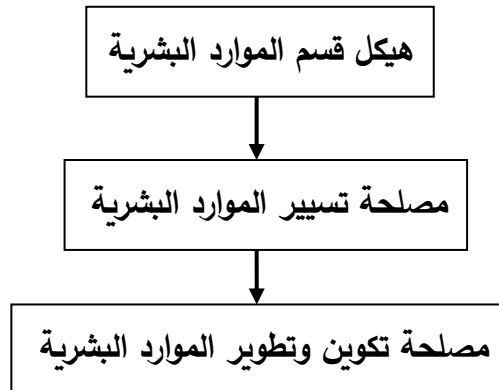 هيكل قسم الموارد البشرية
مصلحة تسيير الموارد البشرية
مصلحة تكوين وتطوير الموارد البشرية